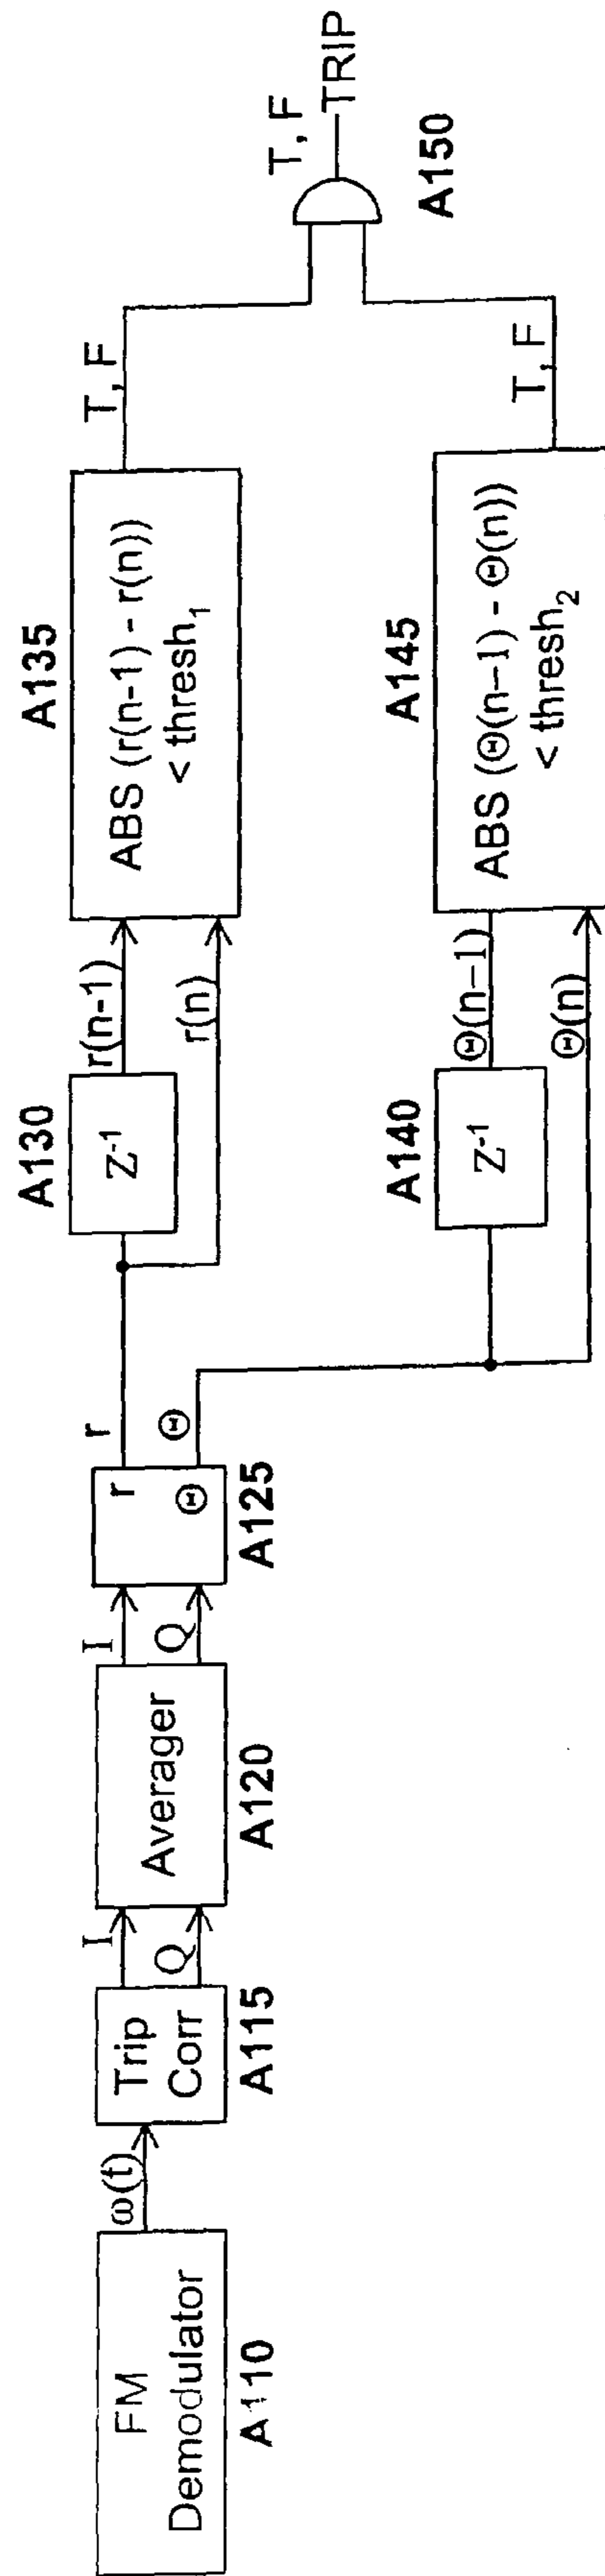 FM
Demodulator
A110
ω(t)
Trip
Corr
A115
I
Q
Averager
A120
I
Q
r
Θ
A125
r
Θ
A130
Z⁻¹
r(n-1)
r(n)
A135
ABS (r(n-1) - r(n))
< thresh₁
T, F
A140
Z⁻¹
Θ(n–1)
Θ(n)
A145
ABS (Θ(n–1) - Θ(n))
< thresh₂
T, F
T, F
TRIP
A150